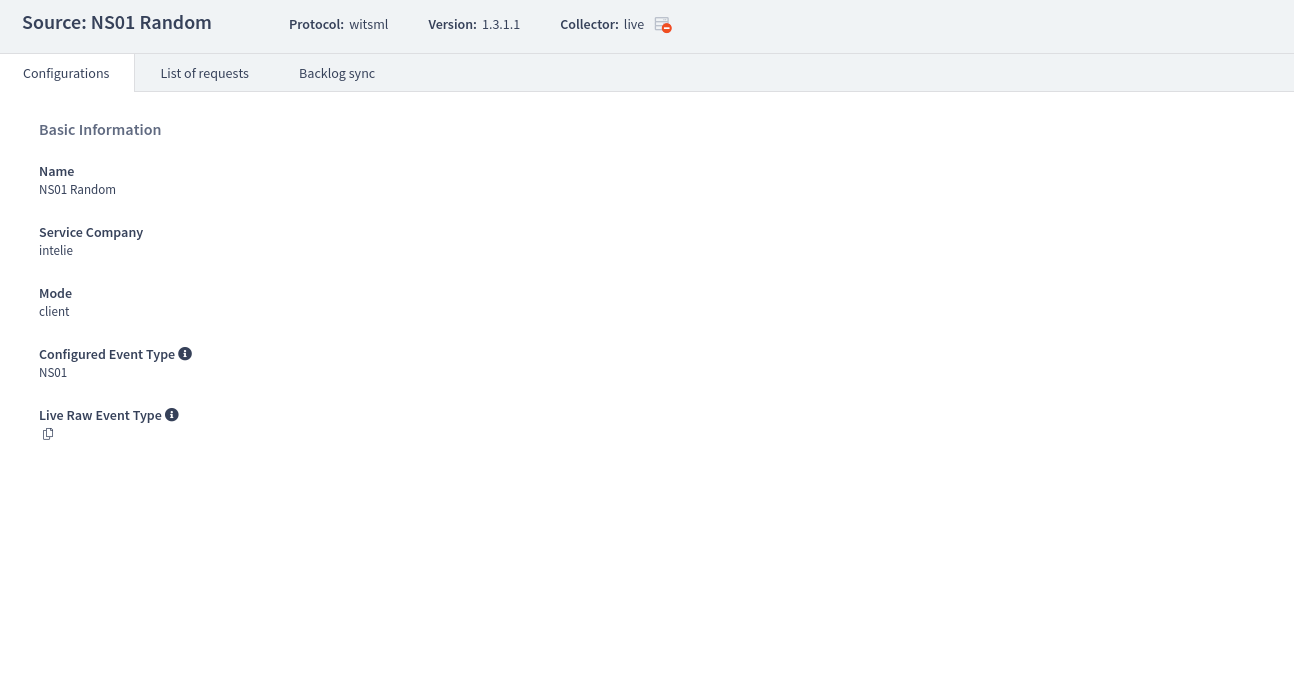 Source: NS01 Random
Protocol: witsml
Version: 1.3.1.1
Collector: live
Configurations
List of requests
Backlog sync
Basic Information
Name
NS01 Random
Service Company
intelie
Mode
client
Configured Event Type
NS01
Live Raw Event Type